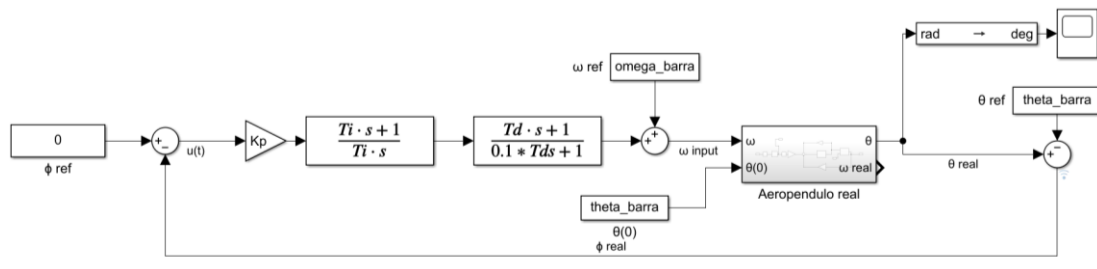 rad → deg
ω ref
omega_barra
θ ref
theta_barra
0
ϕ ref
+
−
u(t)
Kp
Ti · s + 1
Ti · s
Td · s + 1
0.1 * Tds + 1
+
+
ω input
ω
θ
θ(0)
ω real
Aeropendulo real
θ real
+
−
theta_barra
θ(0)
ϕ real